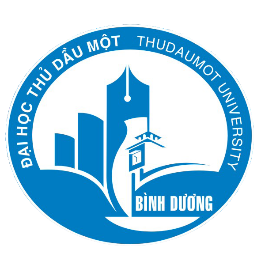 ĐẠI HỌC THỦ DẦU MỘT
THUDAUMOT UNIVERSITY
BÌNH DƯƠNG